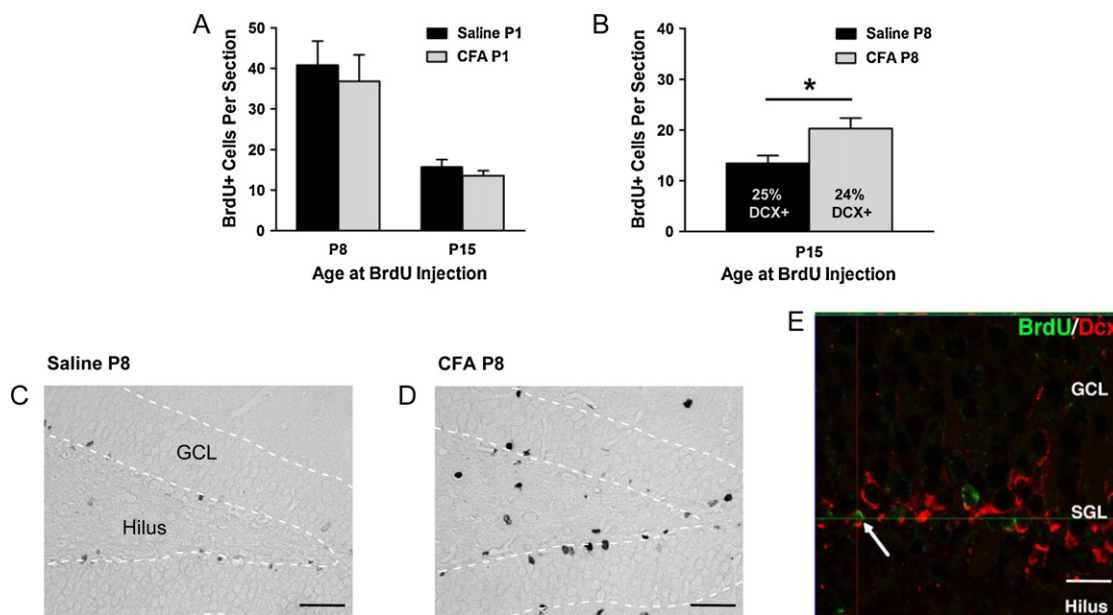 A
50
40
30
20
10
0
BrdU+ Cells Per Section
Saline P1
CFA P1
P8
P15
Age at BrdU Injection
B
40
30
20
10
0
BrdU+ Cells Per Section
Saline P8
CFA P8
*
25%
DCX+
24%
DCX+
P15
Age at BrdU Injection
Saline P8
C
GCL
Hilus
CFA P8
D
E
BrdU/Dcx
GCL
SGL
Hilus